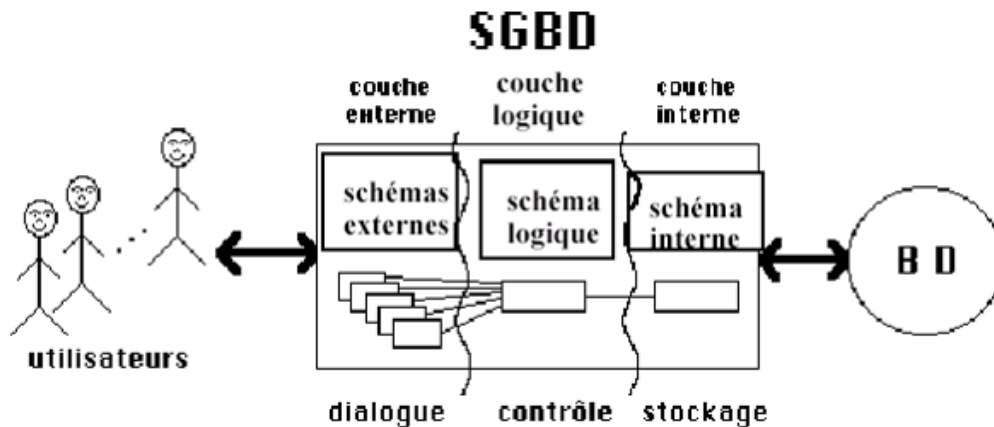 SGBD
couche
externe
couche
logique
couche
interne
schémas
externes
schéma
logique
schéma
interne
B D
utilisateurs
dialogue
contrôle
stockage